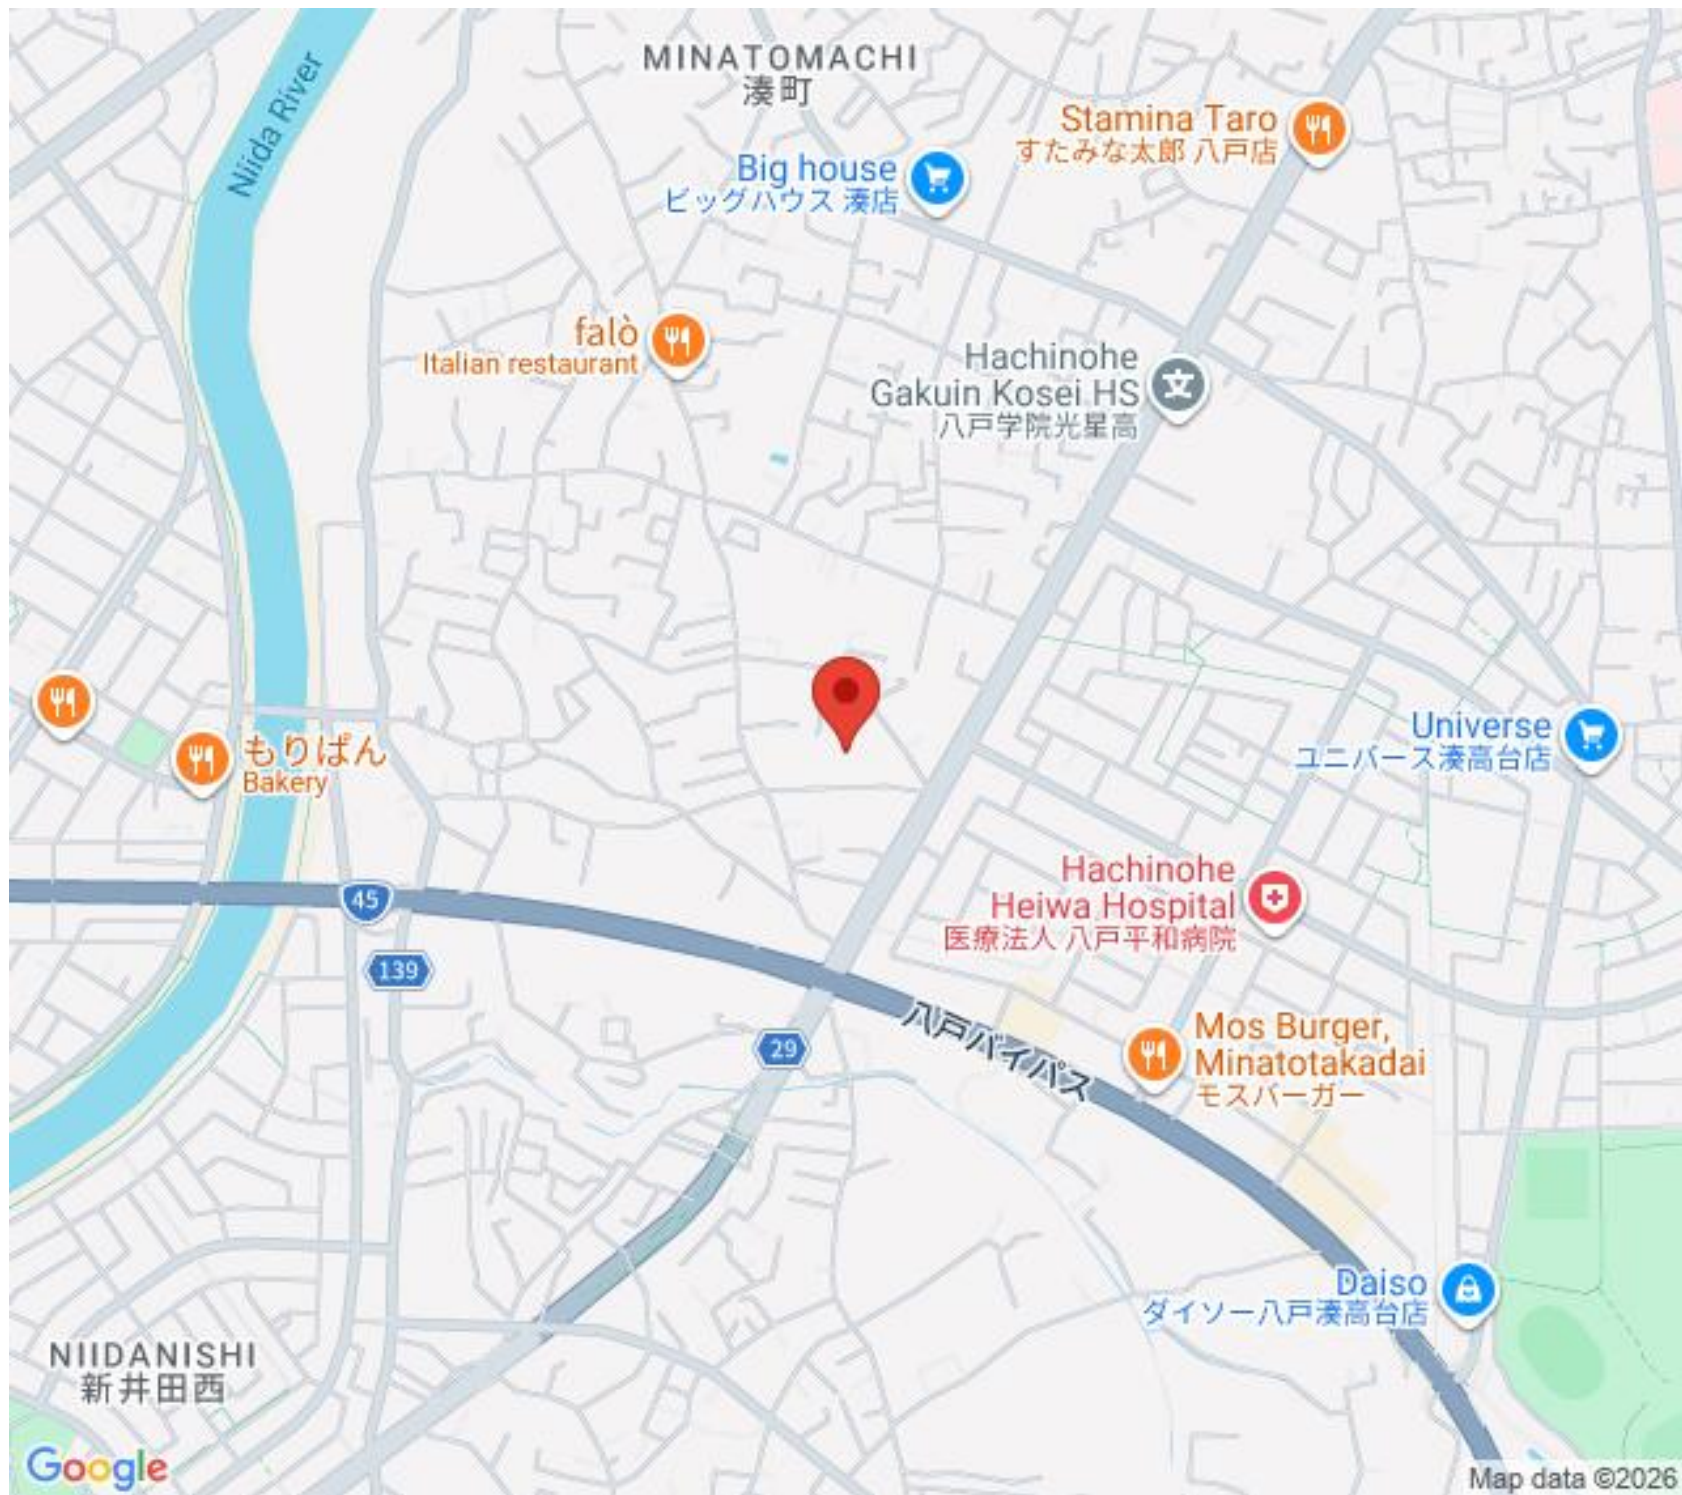 MINATOMACHI
湊町
Niida River
Stamina Taro
すたみな太郎 八戸店
Big house
ビッグハウス 湊店
falò
Italian restaurant
Hachinohe
Gakuin Kosei HS
八戸学院光星高
もりぱん
Bakery
Universe
ユニバース湊高台店
Hachinohe
Heiwa Hospital
医療法人 八戸平和病院
45
139
29
八戸バイパス
Mos Burger,
Minatotakadai
モスバーガー
Daiso
ダイソー八戸湊高台店
NIIDANISHI
新井田西
Google
Map data ©2026